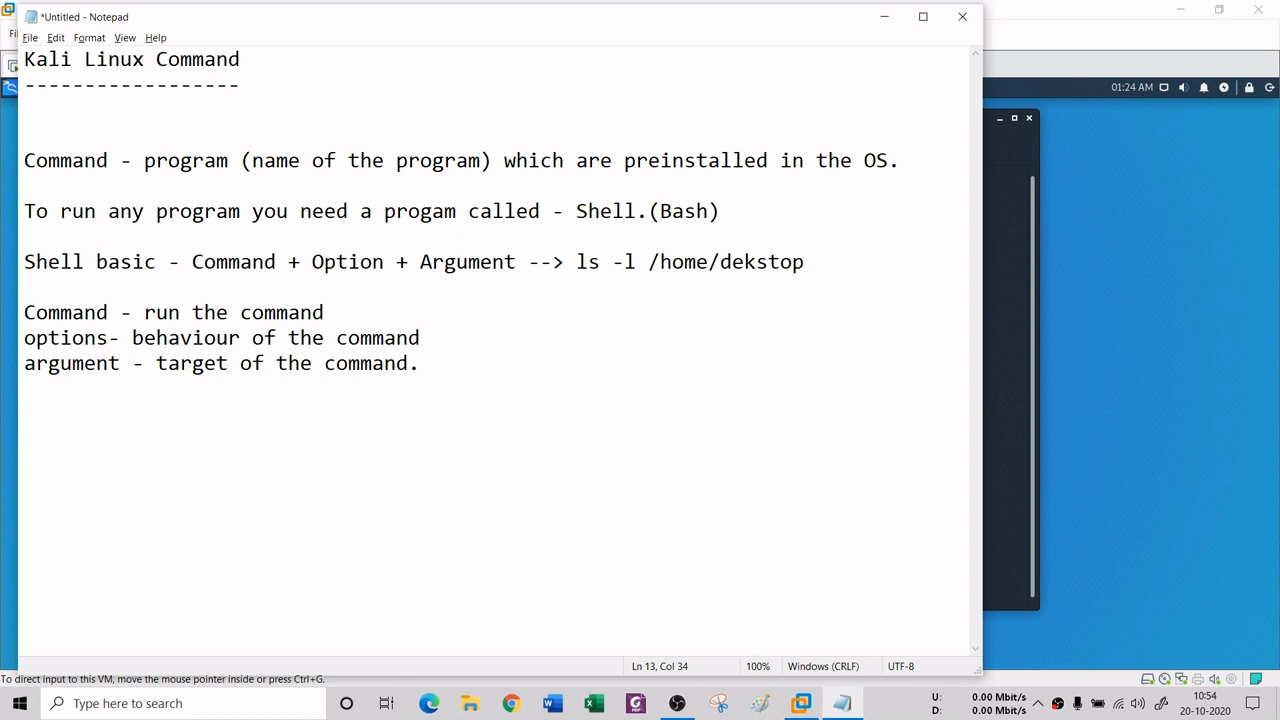 *Untitled - Notepad
File Edit Format View Help
Kali Linux Command
------------------
01:24 AM
Command - program (name of the program) which are preinstalled in the OS.
To run any program you need a progam called - Shell.(Bash)
Shell basic - Command + Option + Argument --> ls -l /home/dekstop
Command - run the command
options- behaviour of the command
argument - target of the command.
Ln 13, Col 34 100% Windows (CRLF) UTF-8
To direct input to this VM, move the mouse pointer inside or press Ctrl+G.
Type here to search
U: 0.00 Mbit/s
D: 0.00 Mbit/s
10:54
20-10-2020